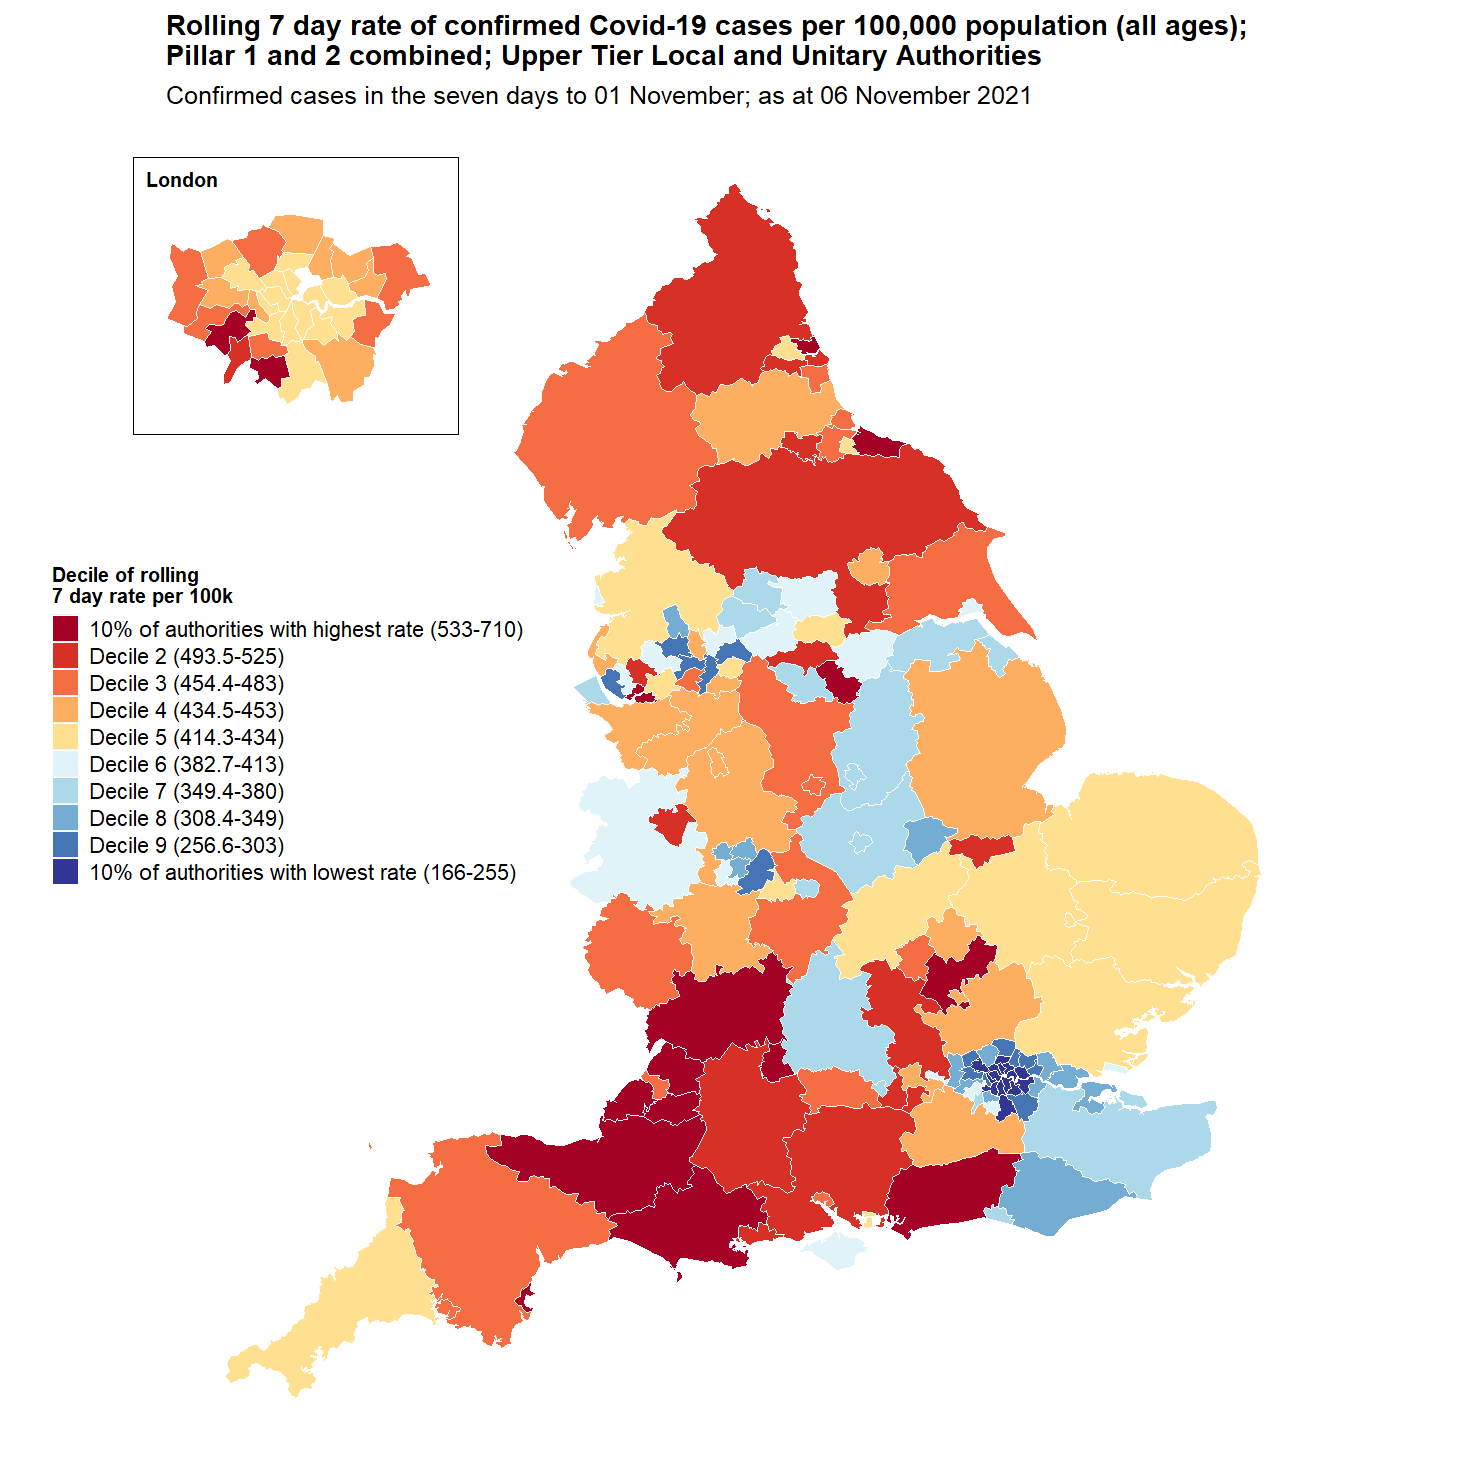 Rolling 7 day rate of confirmed Covid-19 cases per 100,000 population (all ages);
Pillar 1 and 2 combined; Upper Tier Local and Unitary Authorities
Confirmed cases in the seven days to 01 November; as at 06 November 2021
London
Decile of rolling
7 day rate per 100k
10% of authorities with highest rate (533-710)
Decile 2 (493.5-525)
Decile 3 (454.4-483)
Decile 4 (434.5-453)
Decile 5 (414.3-434)
Decile 6 (382.7-413)
Decile 7 (349.4-380)
Decile 8 (308.4-349)
Decile 9 (256.6-303)
10% of authorities with lowest rate (166-255)